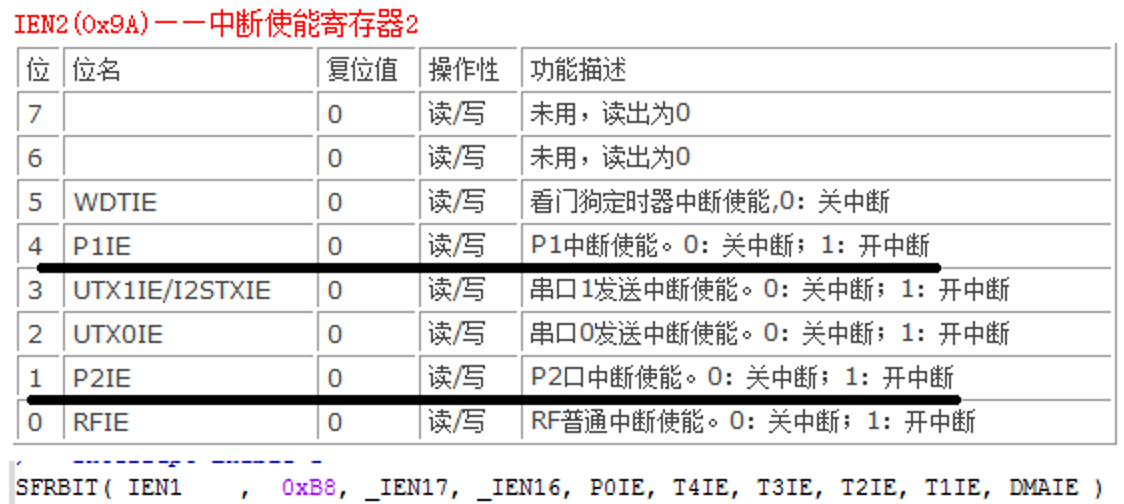 IEN2(0x9A)——中断使能寄存器2
位 位名 复位值 操作性 功能描述
7 0 读/写 未用，读出为0
6 0 读/写 未用，读出为0
5 WDTIE 0 读/写 看门狗定时器中断使能,0：关中断
4 P1IE 0 读/写 P1中断使能。0：关中断；1：开中断
3 UTX1IE/I2STXIE 0 读/写 串口1发送中断使能。0：关中断；1：开中断
2 UTX0IE 0 读/写 串口0发送中断使能。0：关中断；1：开中断
1 P2IE 0 读/写 P2口中断使能。0：关中断；1：开中断
0 RFIE 0 读/写 RF普通中断使能。0：关中断；1：开中断
SFRBIT( IEN1 , 0xB8, _IEN17, _IEN16, P0IE, T4IE, T3IE, T2IE, T1IE, DMAIE )